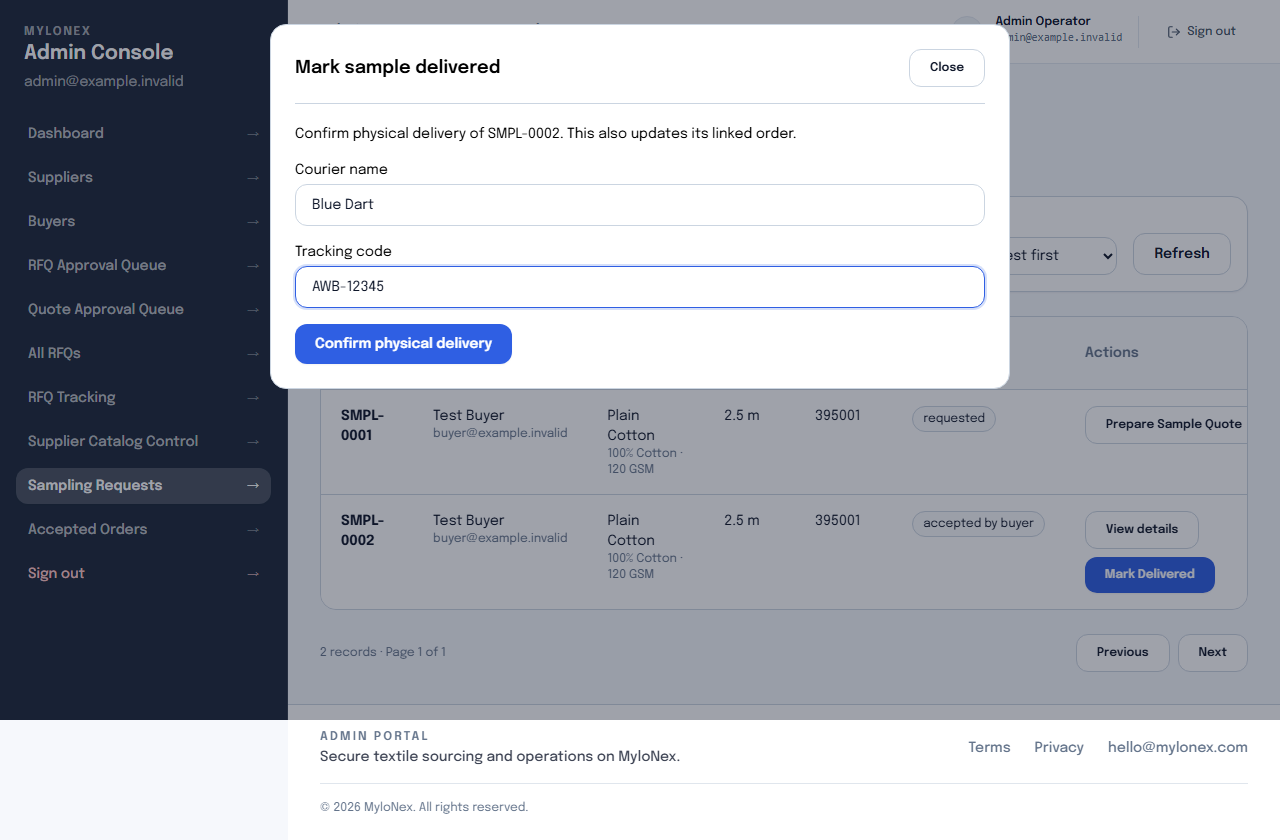 MYLONEX
Admin Console
admin@example.invalid
Dashboard →
Suppliers →
Buyers →
RFQ Approval Queue →
Quote Approval Queue →
All RFQs →
RFQ Tracking →
Supplier Catalog Control →
Sampling Requests →
Accepted Orders →
Sign out →
Admin Operator
Sign out
Mark sample delivered
Close
Confirm physical delivery of SMPL-0002. This also updates its linked order.
Courier name
Blue Dart
Tracking code
AWB-12345
Confirm physical delivery
first
Refresh
Actions
SMPL-0001
Test Buyer
buyer@example.invalid
Plain Cotton
100% Cotton · 120 GSM
2.5 m
395001
requested
Prepare Sample Quote
SMPL-0002
Test Buyer
buyer@example.invalid
Plain Cotton
100% Cotton · 120 GSM
2.5 m
395001
accepted by buyer
View details
Mark Delivered
2 records · Page 1 of 1
Previous
Next
ADMIN PORTAL
Secure textile sourcing and operations on MyloNex.
Terms
Privacy
hello@mylonex.com
© 2026 MyloNex. All rights reserved.